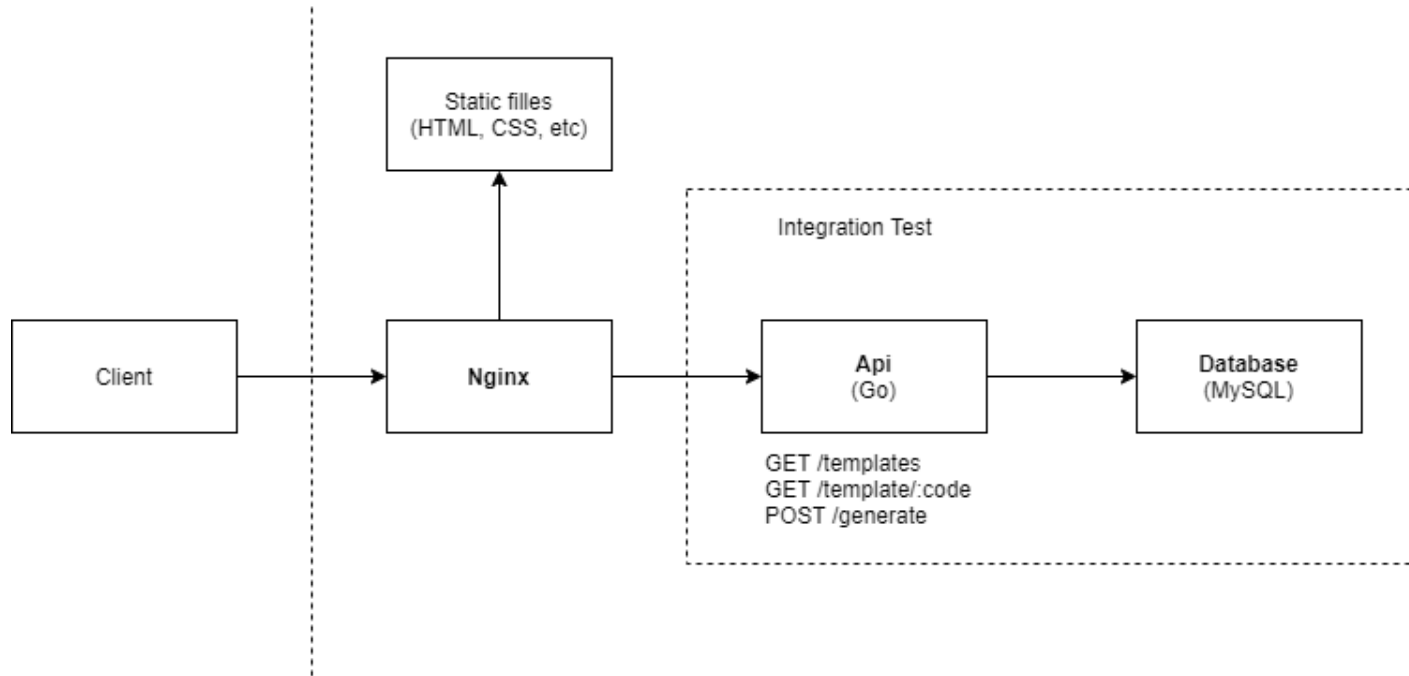 Static filles
(HTML, CSS, etc)
Integration Test
Client
Nginx
Api
(Go)
Database
(MySQL)
GET /templates
GET /template/:code
POST /generate